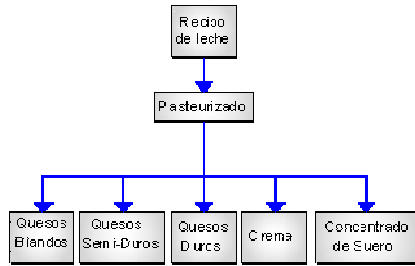 Recibo
de leche
Pasteurizado
Quesos
Blandos
Quesos
Semi-Duros
Quesos
Duros
Crema
Concentrado
de Suero